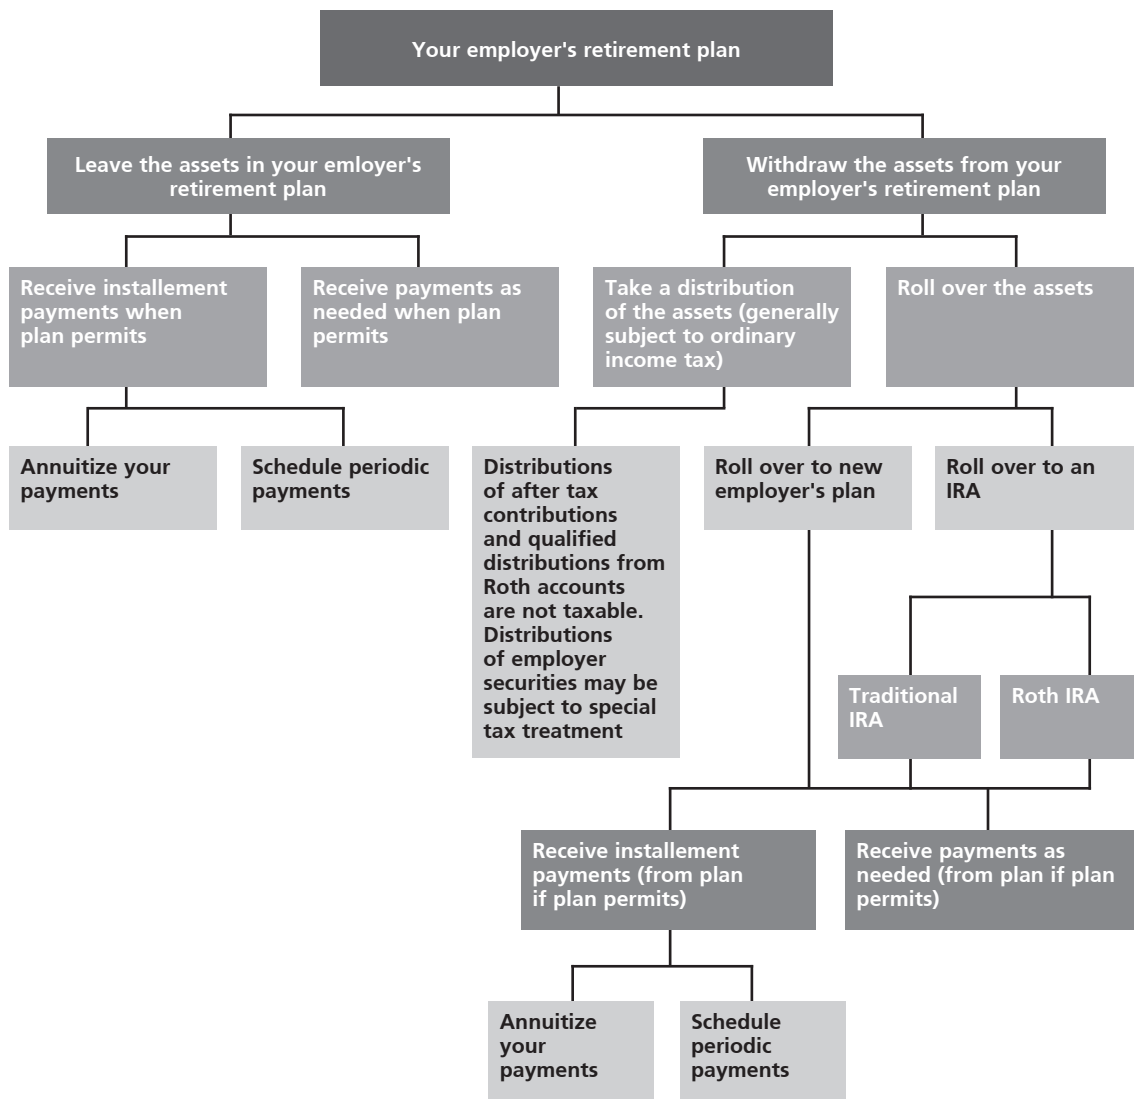 Your employer's retirement plan
Leave the assets in your emloyer's
retirement plan
Withdraw the assets from your
employer's retirement plan
Receive installement
payments when
plan permits
Receive payments as
needed when plan
permits
Take a distribution
of the assets (generally
subject to ordinary
income tax)
Roll over the assets
Annuitize your
payments
Schedule periodic
payments
Distributions
of after tax
contributions
and qualified
distributions from
Roth accounts
are not taxable.
Distributions
of employer
securities may be
subject to special
tax treatment
Roll over to new
employer's plan
Roll over to an
IRA
Traditional
IRA
Roth IRA
Receive installement
payments (from plan
if plan permits)
Receive payments as
needed (from plan if plan
permits)
Annuitize
your
payments
Schedule
periodic
payments